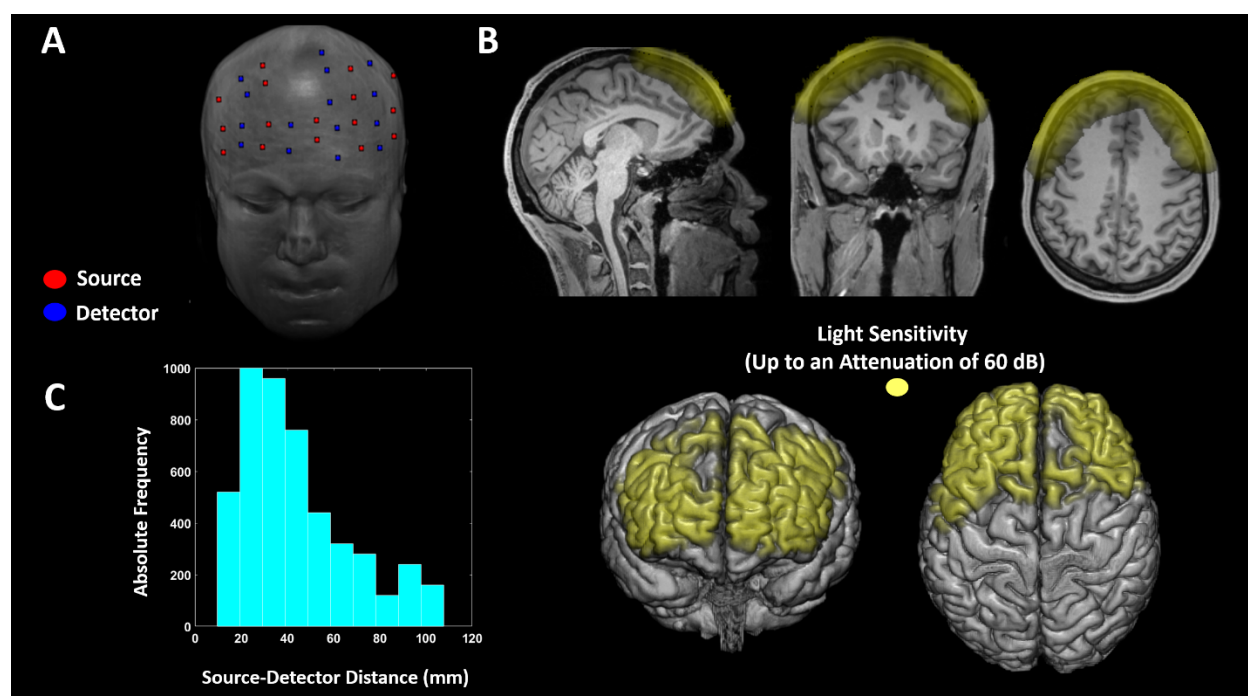 A
B
Source
Detector
Light Sensitivity
(Up to an Attenuation of 60 dB)
C
1000
800
600
400
200
0
Absolute Frequency
0 20 40 60 80 100 120
Source-Detector Distance (mm)